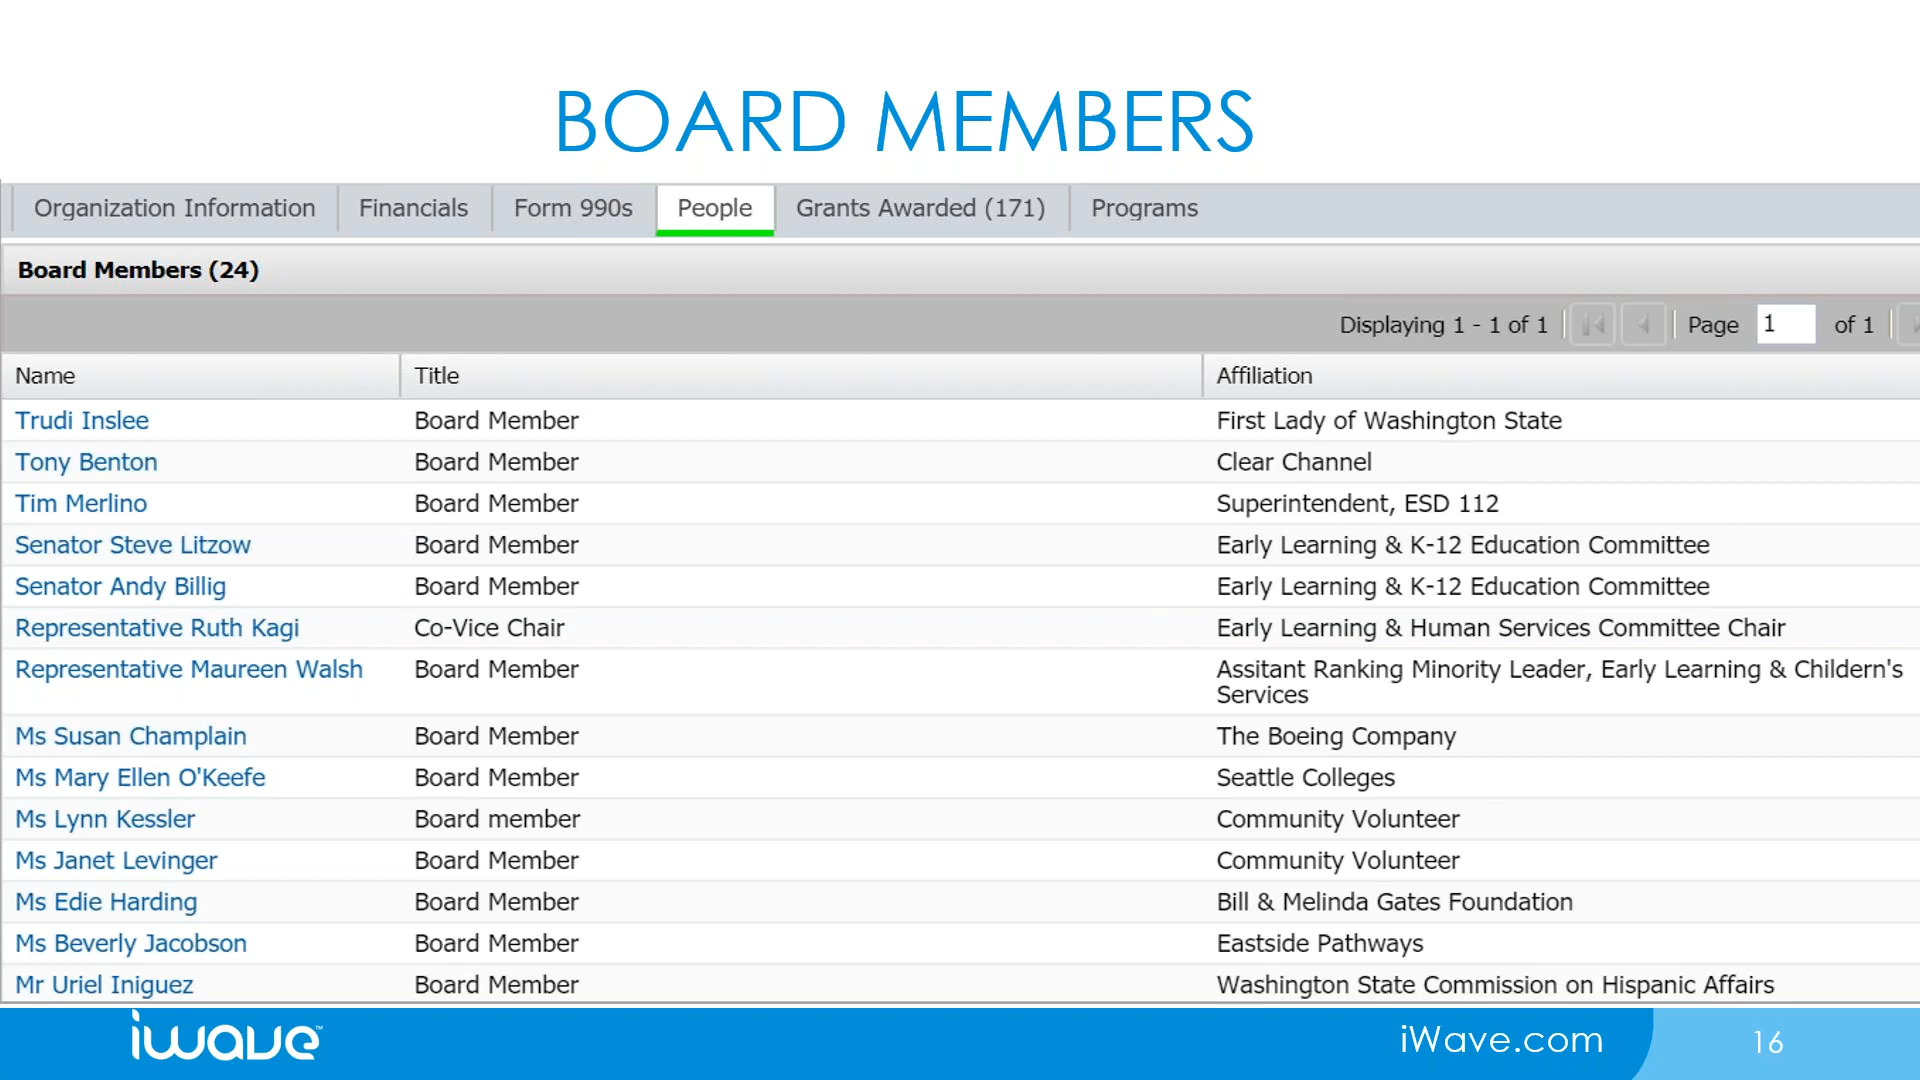 BOARD MEMBERS
Organization Information Financials Form 990s People Grants Awarded (171) Programs
Board Members (24)
Displaying 1 - 1 of 1 Page 1 of 1
Name Title Affiliation
Trudi Inslee Board Member First Lady of Washington State
Tony Benton Board Member Clear Channel
Tim Merlino Board Member Superintendent, ESD 112
Senator Steve Litzow Board Member Early Learning & K-12 Education Committee
Senator Andy Billig Board Member Early Learning & K-12 Education Committee
Representative Ruth Kagi Co-Vice Chair Early Learning & Human Services Committee Chair
Representative Maureen Walsh Board Member Assitant Ranking Minority Leader, Early Learning & Childern's
Services
Ms Susan Champlain Board Member The Boeing Company
Ms Mary Ellen O'Keefe Board Member Seattle Colleges
Ms Lynn Kessler Board member Community Volunteer
Ms Janet Levinger Board Member Community Volunteer
Ms Edie Harding Board Member Bill & Melinda Gates Foundation
Ms Beverly Jacobson Board Member Eastside Pathways
Mr Uriel Iniguez Board Member Washington State Commission on Hispanic Affairs
iwave™ iWave.com 16